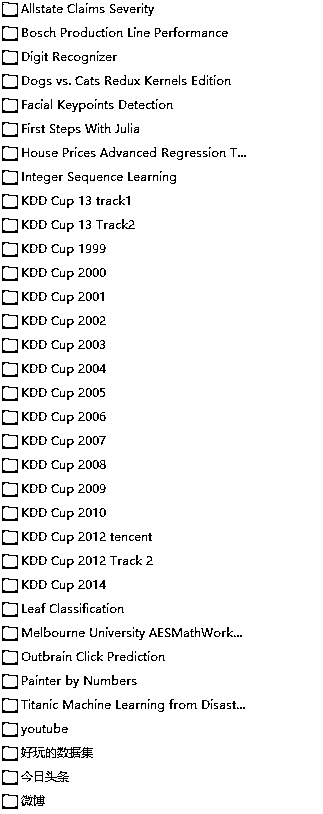 Allstate Claims Severity
Bosch Production Line Performance
Digit Recognizer
Dogs vs. Cats Redux Kernels Edition
Facial Keypoints Detection
First Steps With Julia
House Prices Advanced Regression T...
Integer Sequence Learning
KDD Cup 13 track1
KDD Cup 13 Track2
KDD Cup 1999
KDD Cup 2000
KDD Cup 2001
KDD Cup 2002
KDD Cup 2003
KDD Cup 2004
KDD Cup 2005
KDD Cup 2006
KDD Cup 2007
KDD Cup 2008
KDD Cup 2009
KDD Cup 2010
KDD Cup 2012 tencent
KDD Cup 2012 Track 2
KDD Cup 2014
Leaf Classification
Melbourne University AESMathWork...
Outbrain Click Prediction
Painter by Numbers
Titanic Machine Learning from Disast...
youtube
好玩的数据集
今日头条
微博